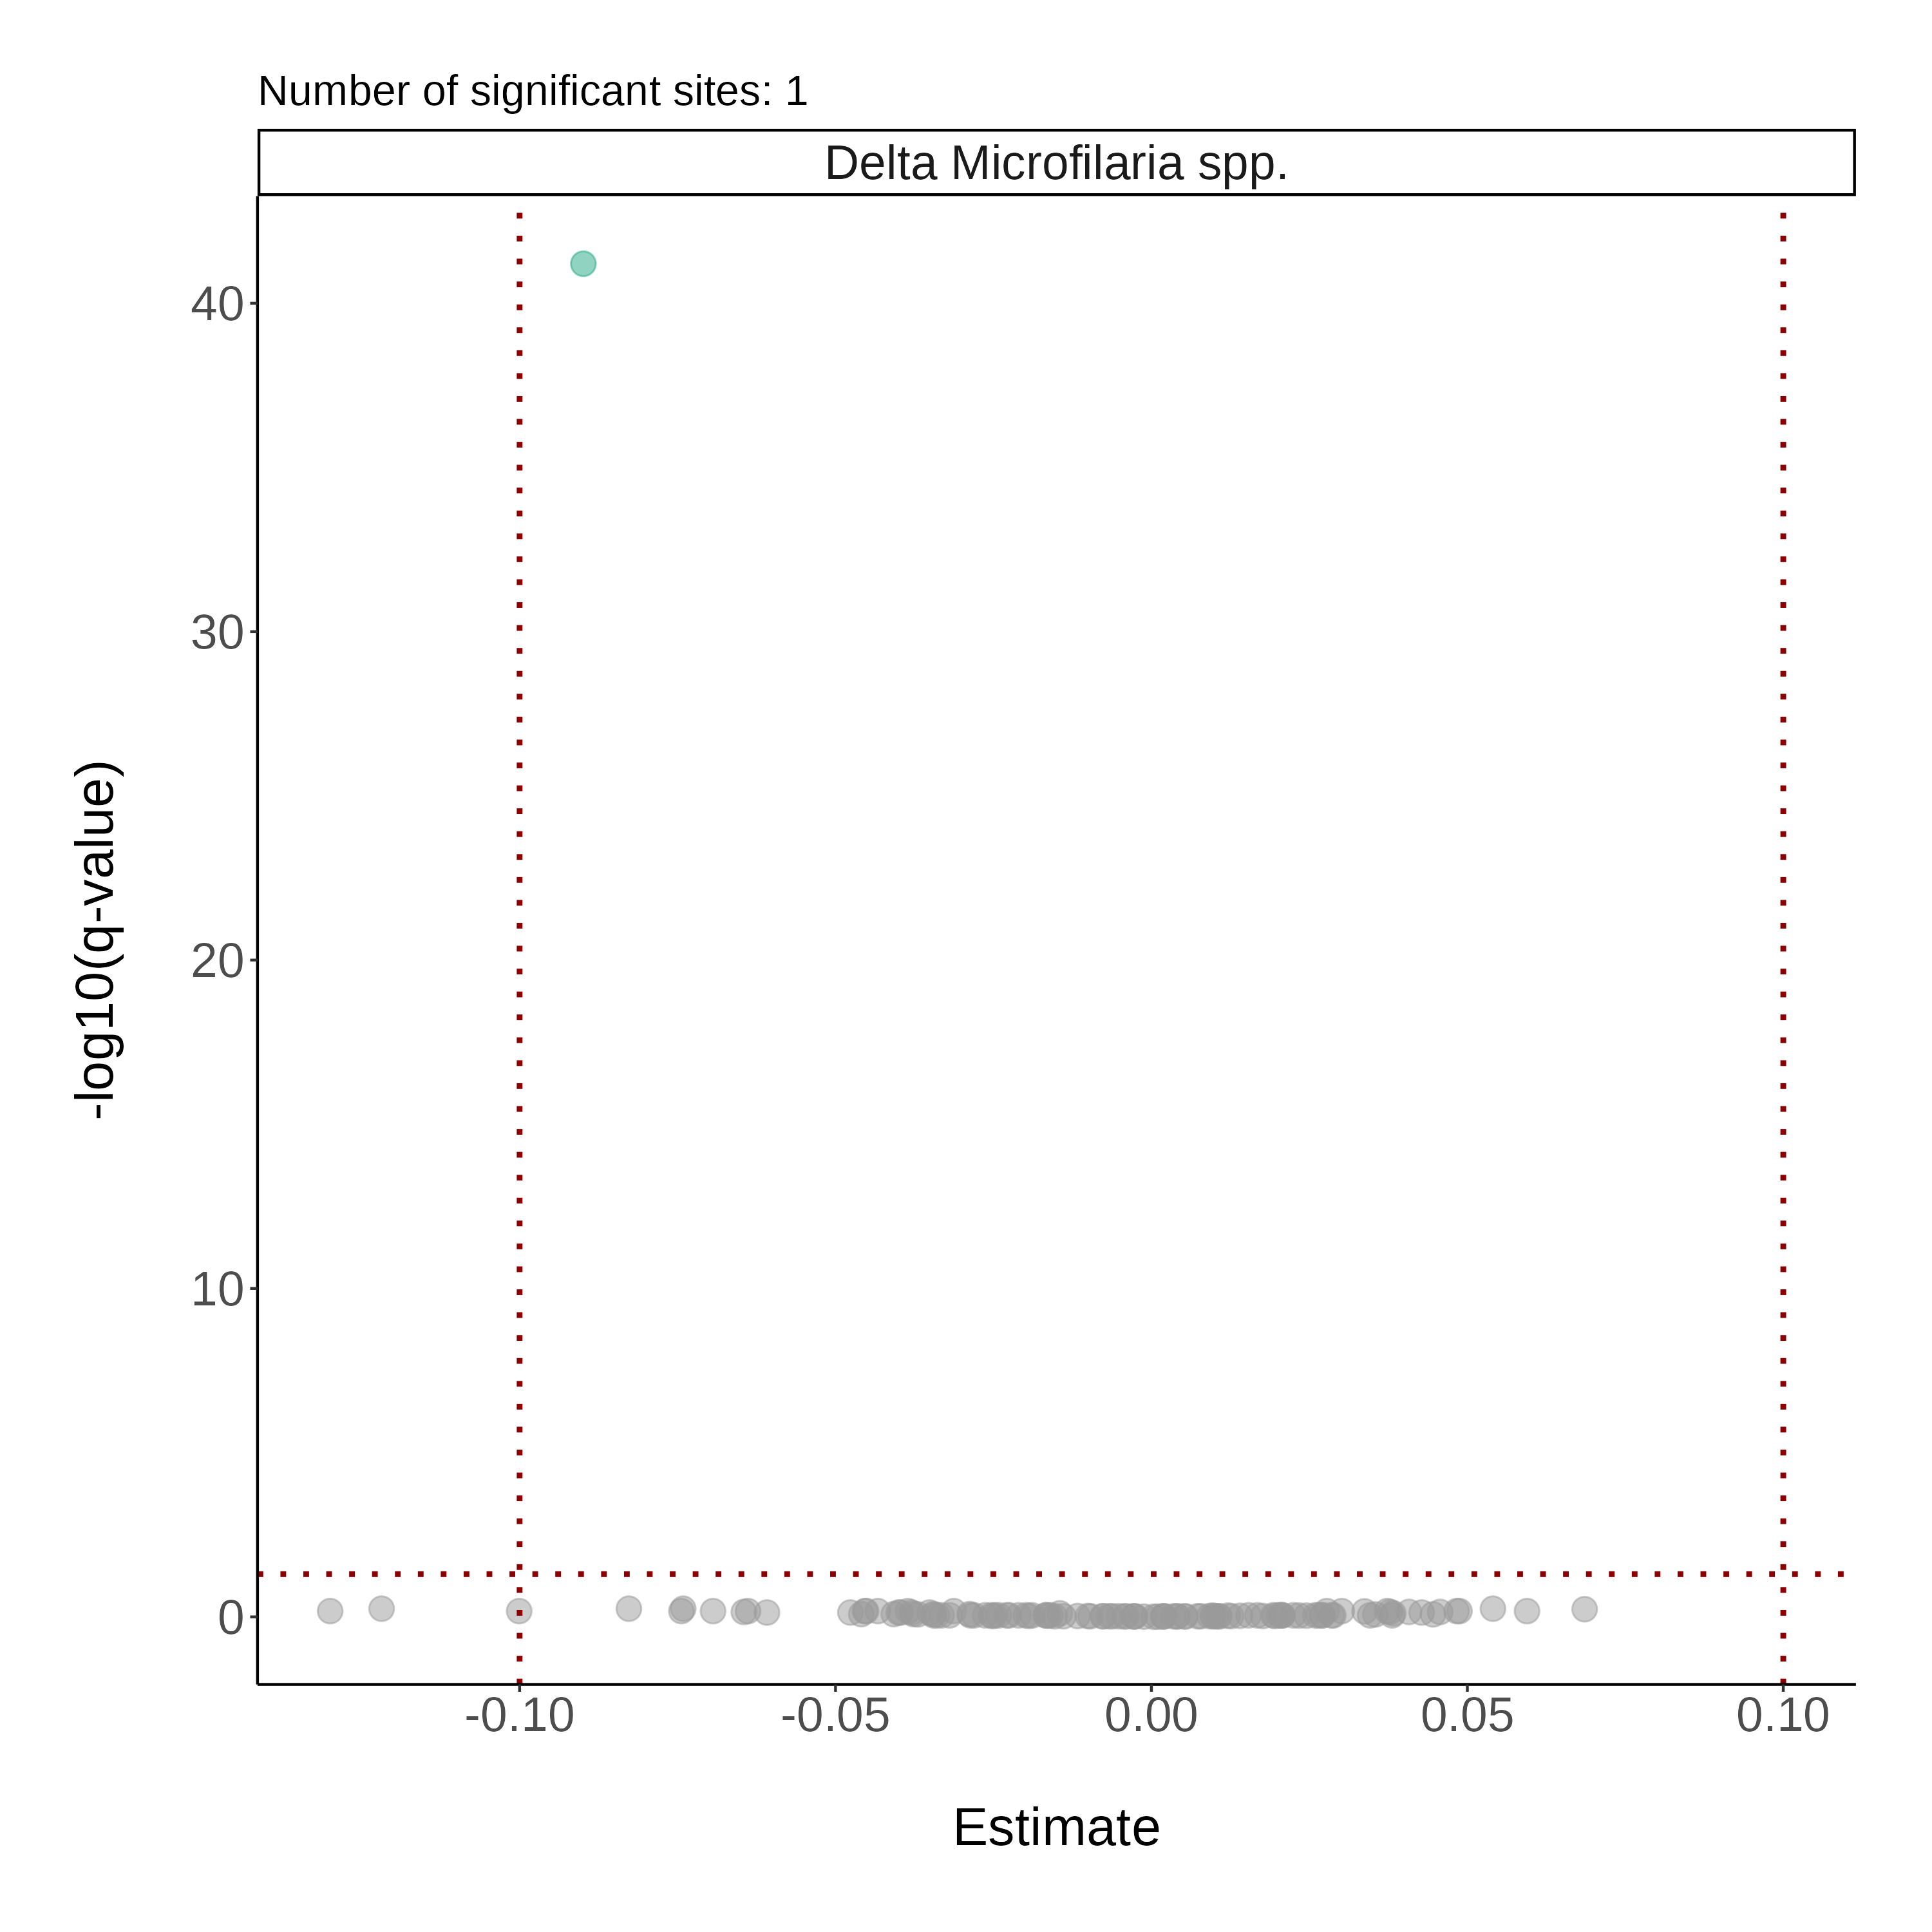 Number of significant sites: 1
Delta Microfilaria spp.
40
30
20
10
0
-log10(q-value)
-0.10
-0.05
0.00
0.05
0.10
Estimate